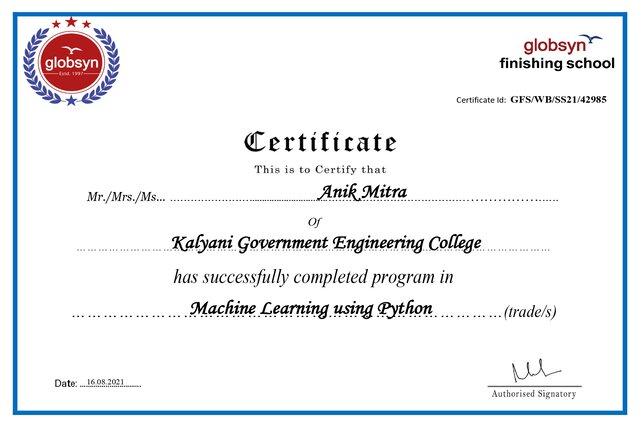 globsyn
Estd. 1997
globsyn
finishing school
Certificate Id: GFS/WB/SS21/42985
Certificate
This is to Certify that
Mr./Mrs./Ms... Anik Mitra
Of
Kalyani Government Engineering College
has successfully completed program in
Machine Learning using Python (trade/s)
Date: 16.08.2021
Authorised Signatory